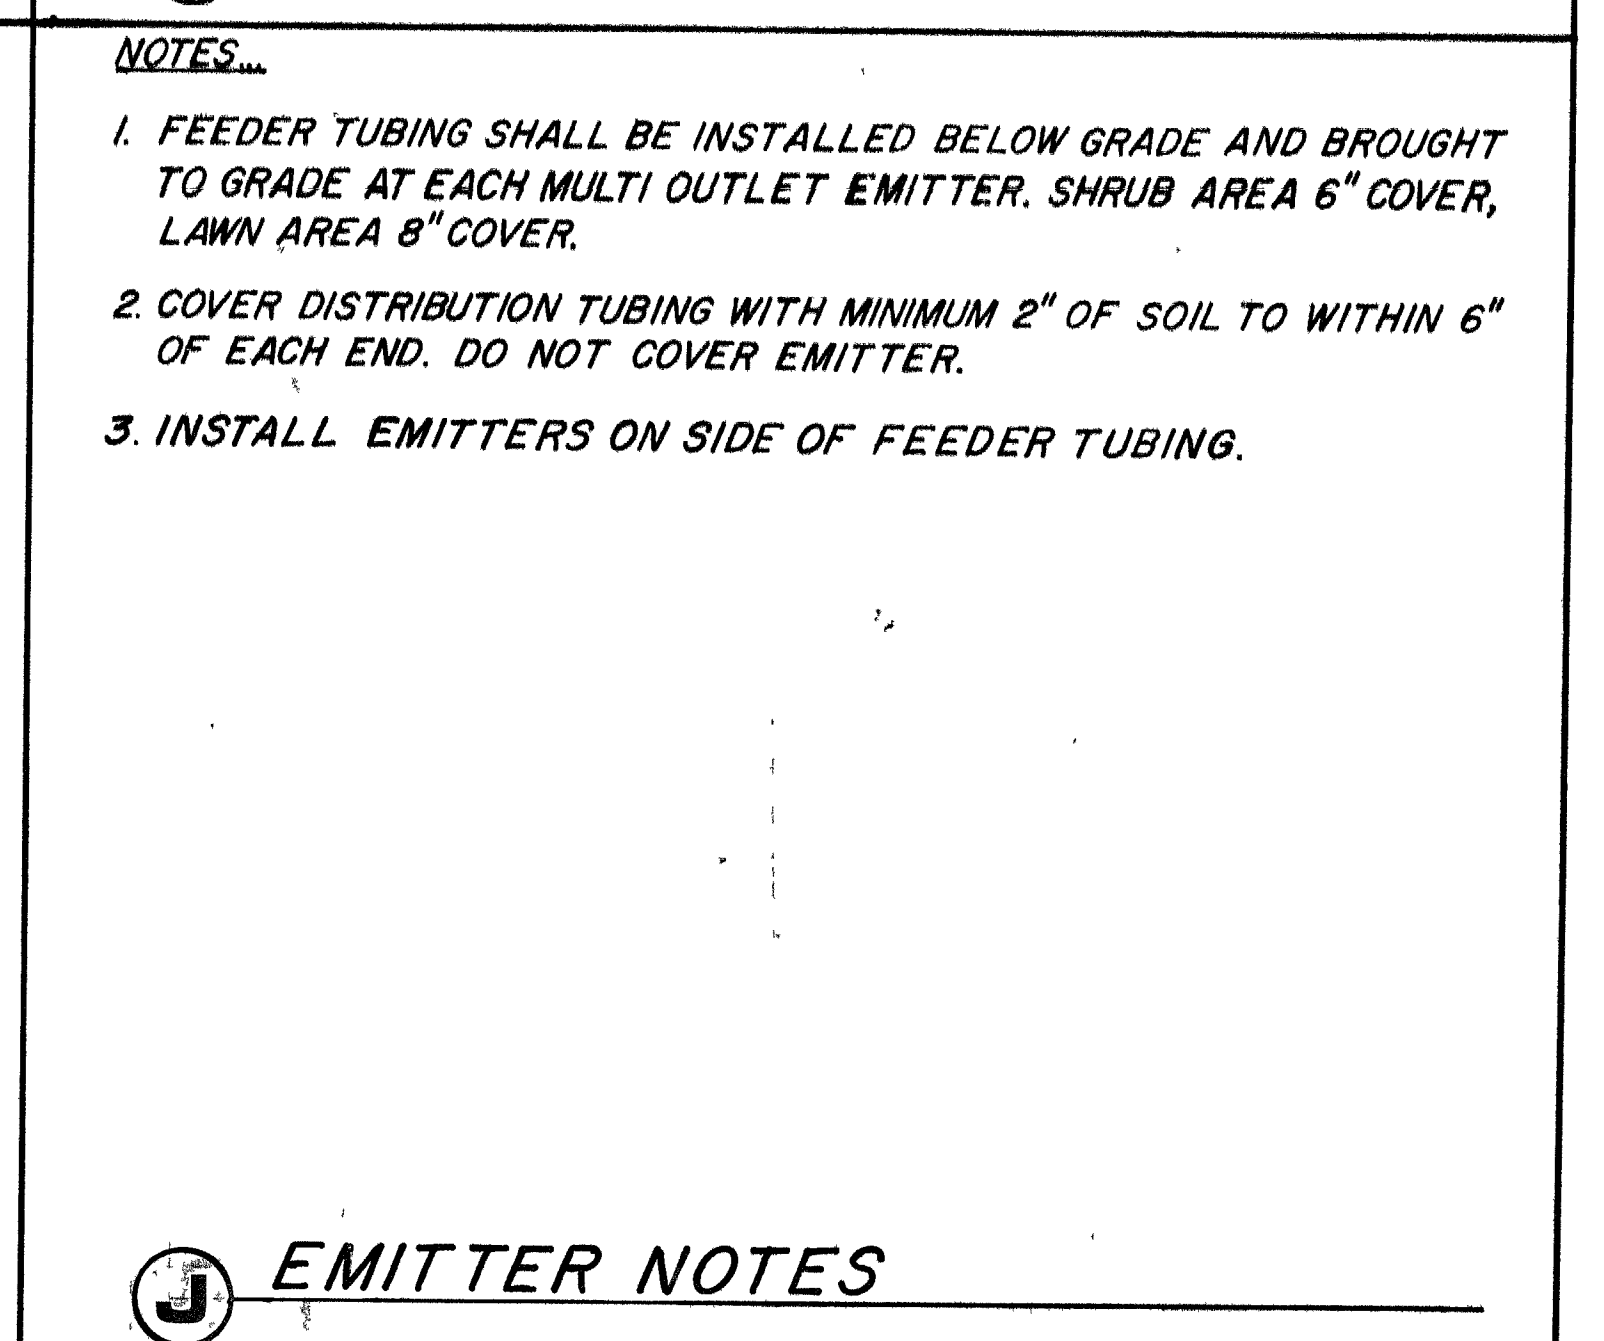 NOTES...
1. FEEDER TUBING SHALL BE INSTALLED BELOW GRADE AND BROUGHT
TO GRADE AT EACH MULTI OUTLET EMITTER. SHRUB AREA 6" COVER,
LAWN AREA 8" COVER.
2. COVER DISTRIBUTION TUBING WITH MINIMUM 2" OF SOIL TO WITHIN 6"
OF EACH END. DO NOT COVER EMITTER.
3. INSTALL EMITTERS ON SIDE OF FEEDER TUBING.
J EMITTER NOTES